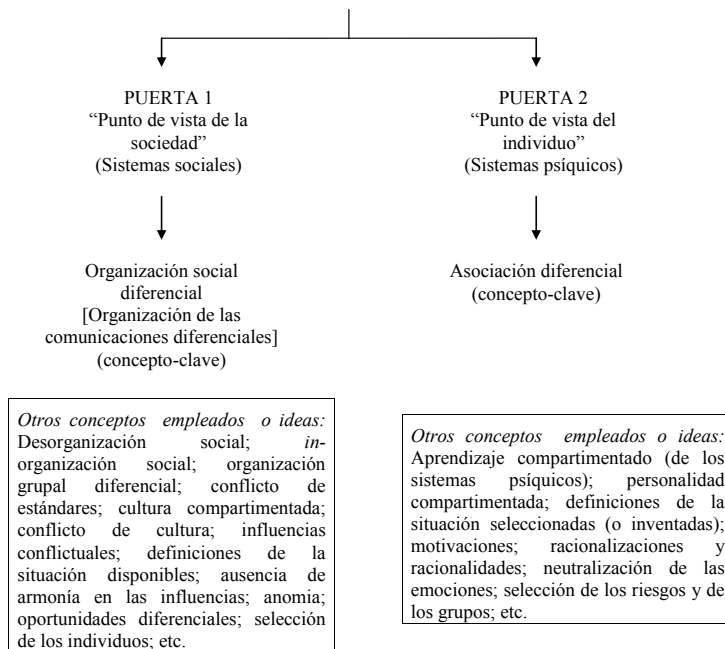 PUERTA 1
“Punto de vista de la
sociedad”
(Sistemas sociales)
Organización social
diferencial
[Organización de las
comunicaciones diferenciales]
(concepto-clave)
Otros conceptos empleados o ideas:
Desorganización social; in-
organización social; organización
grupal diferencial; conflicto de
estándares; cultura compartimentada;
conflicto de cultura; influencias
conflictuales; definiciones de la
situación disponibles; ausencia de
armonía en las influencias; anomia;
oportunidades diferenciales; selección
de los individuos; etc.
PUERTA 2
“Punto de vista del
individuo”
(Sistemas psíquicos)
Asociación diferencial
(concepto-clave)
Otros conceptos empleados o ideas:
Aprendizaje compartimentado (de los
sistemas psíquicos); personalidad
compartimentada; definiciones de la
situación seleccionadas (o inventadas);
motivaciones; racionalizaciones y
racionalidades; neutralización de las
emociones; selección de los riesgos y de
los grupos; etc.